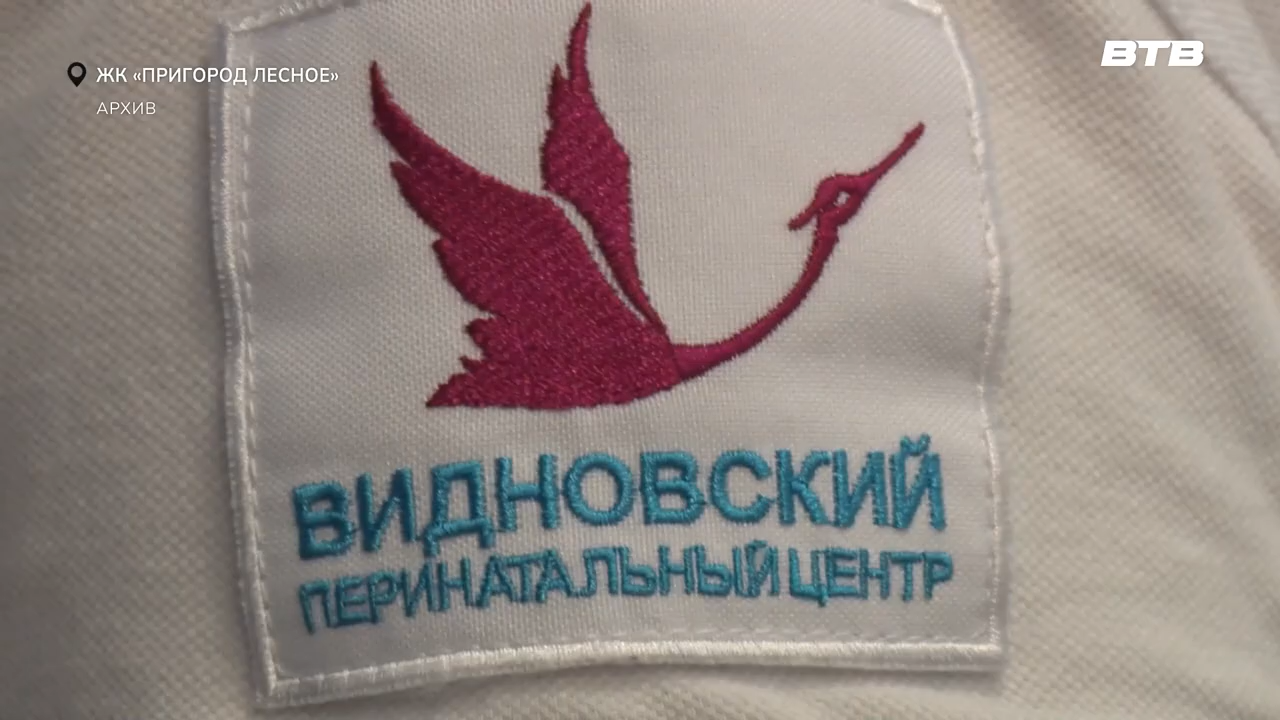 ЖК «ПРИГОРОД ЛЕСНОЕ»
АРХИВ
ВТВ
ВИДНОВСКИЙ
ПЕРИНАТАЛЬНЫЙ ЦЕНТР